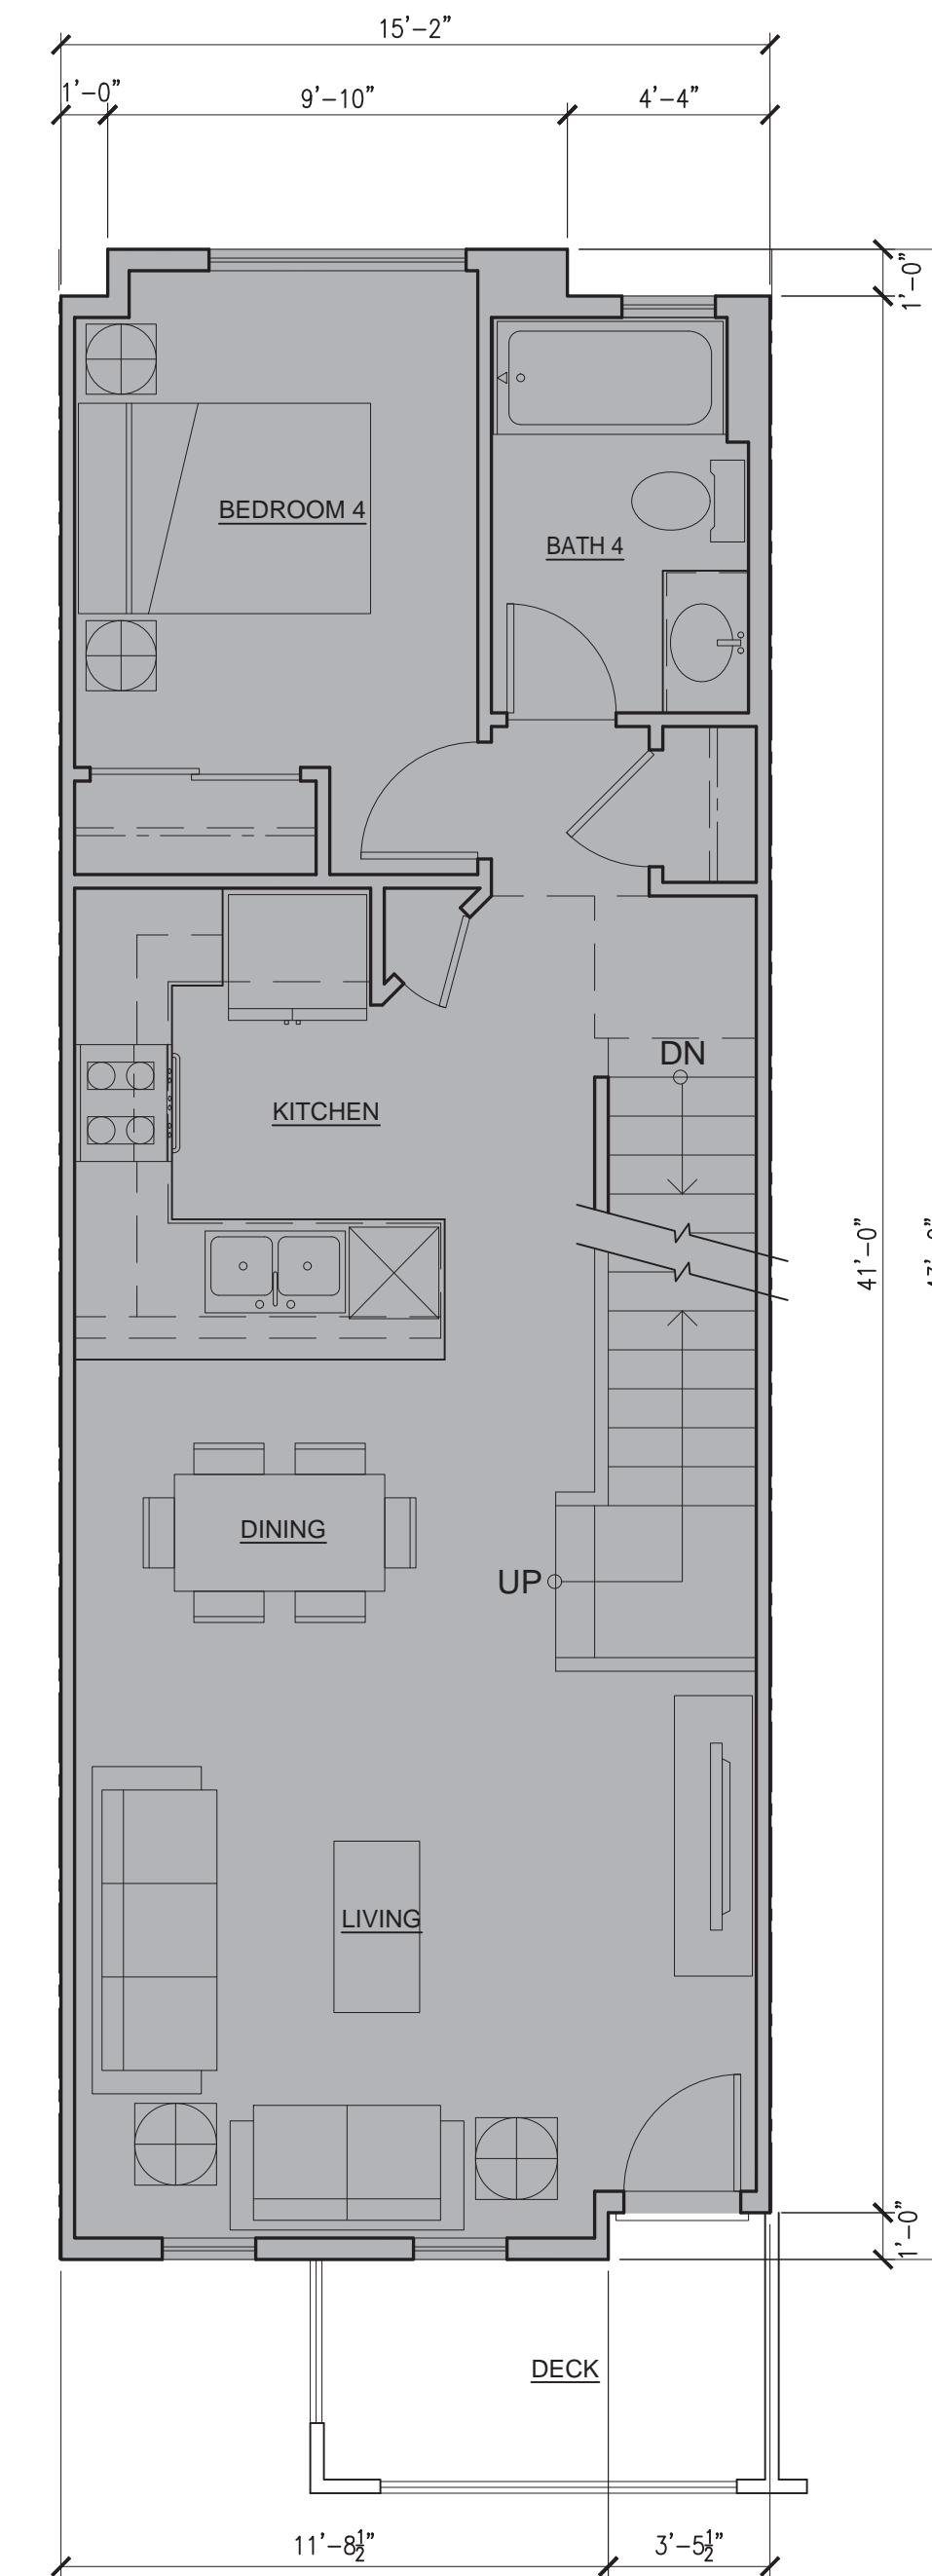 15'-2"
1'-0"
9'-10"
4'-4"
1'-0"
BEDROOM 4
BATH 4
DN
KITCHEN
41'-0"
DINING
UP
LIVING
1'-0"
DECK
11'-8½"
3'-5½"